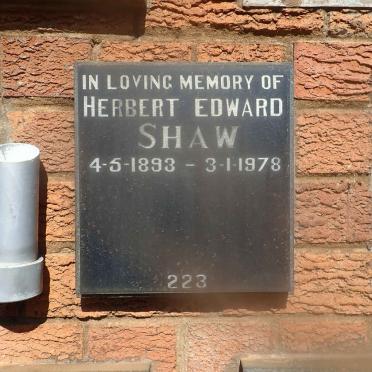 IN LOVING MEMORY OF
HERBERT EDWARD
SHAW
4-5-1893 - 3-1-1978
223